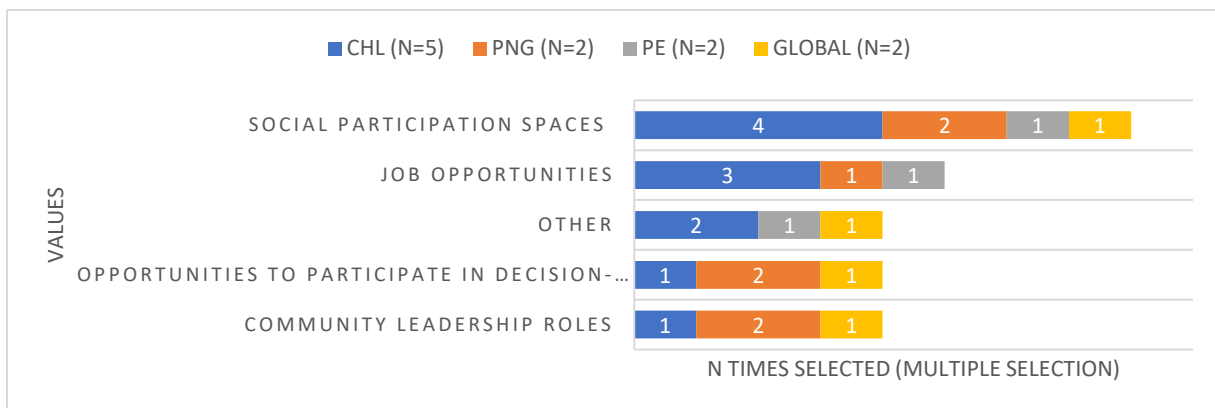 CHL (N=5) PNG (N=2) PE (N=2) GLOBAL (N=2)
VALUES
SOCIAL PARTICIPATION SPACES 4 2 1 1
JOB OPPORTUNITIES 3 1 1
OTHER 2 1 1
OPPORTUNITIES TO PARTICIPATE IN DECISION-… 1 2 1
COMMUNITY LEADERSHIP ROLES 1 2 1
N TIMES SELECTED (MULTIPLE SELECTION)